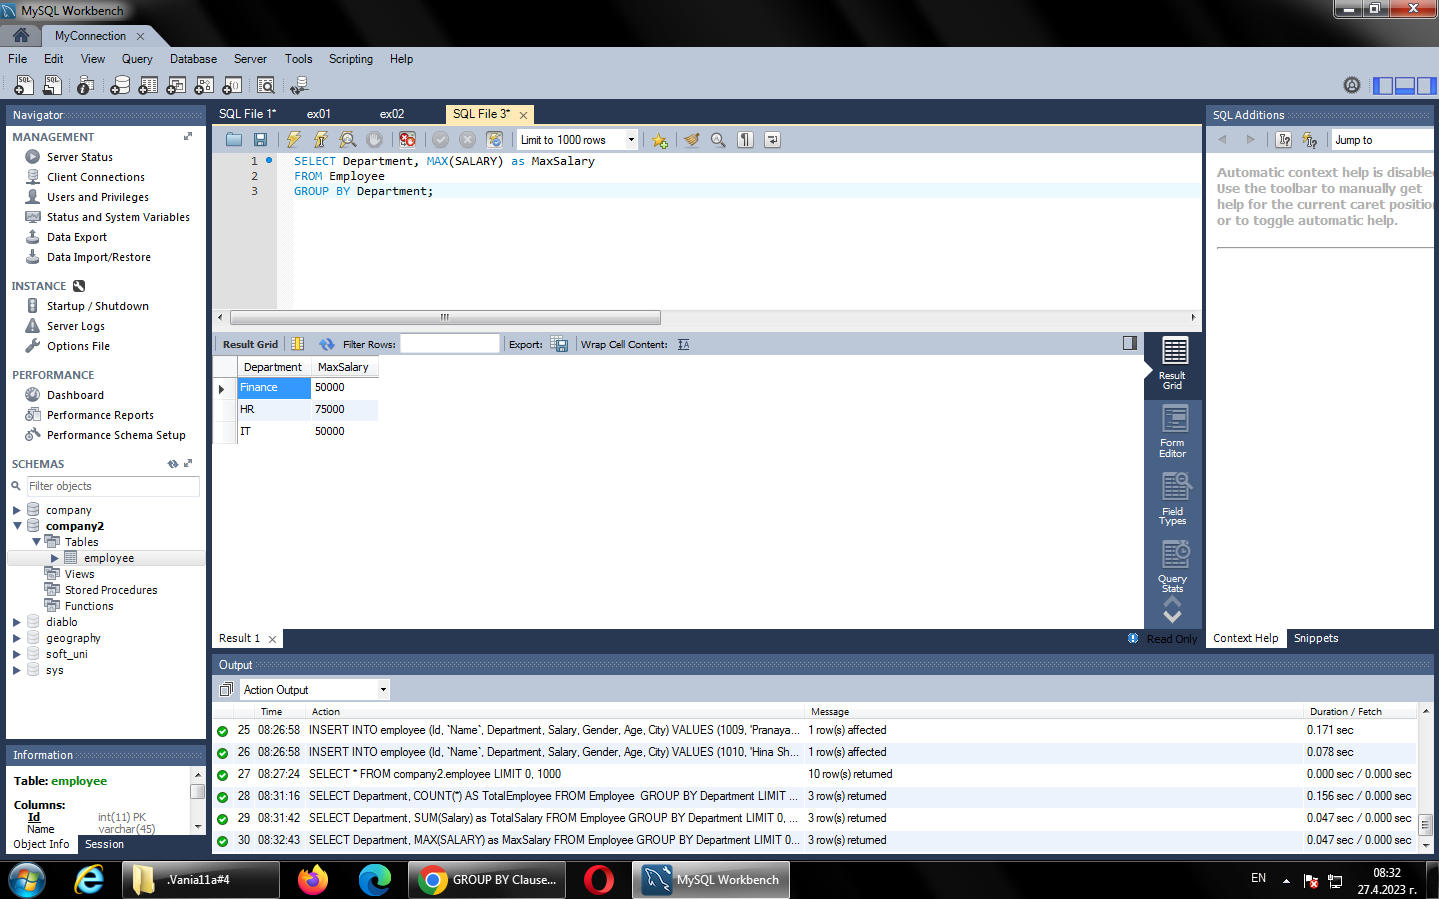 MySQL Workbench
MyConnection
File Edit View Query Database Server Tools Scripting Help
Navigator
MANAGEMENT
Server Status
Client Connections
Users and Privileges
Status and System Variables
Data Export
Data Import/Restore
INSTANCE
Startup / Shutdown
Server Logs
Options File
PERFORMANCE
Dashboard
Performance Reports
Performance Schema Setup
SCHEMAS
Filter objects
company
company2
Tables
employee
Views
Stored Procedures
Functions
diablo
geography
soft_uni
sys
Information
Table: employee
Columns:
Id int(11) PK
Name varchar(45)
Object Info Session
SQL File 1* ex01 ex02 SQL File 3*
Limit to 1000 rows
1 SELECT Department, MAX(SALARY) as MaxSalary
2 FROM Employee
3 GROUP BY Department;
Result Grid Filter Rows: Export: Wrap Cell Content:
Department MaxSalary
Finance 50000
HR 75000
IT 50000
Result
Grid
Form
Editor
Field
Types
Query
Stats
Result 1
Read Only
SQL Additions
Jump to
Automatic context help is disabled
Use the toolbar to manually get
help for the current caret position
or to toggle automatic help.
Context Help Snippets
Output
Action Output
Time Action Message Duration / Fetch
25 08:26:58 INSERT INTO employee (Id, `Name`, Department, Salary, Gender, Age, City) VALUES (1009, 'Pranaya... 1 row(s) affected 0.171 sec
26 08:26:58 INSERT INTO employee (Id, `Name`, Department, Salary, Gender, Age, City) VALUES (1010, 'Hina Sh... 1 row(s) affected 0.078 sec
27 08:27:24 SELECT * FROM company2.employee LIMIT 0, 1000 10 row(s) returned 0.000 sec / 0.000 sec
28 08:31:16 SELECT Department, COUNT(*) AS TotalEmployee FROM Employee GROUP BY Department LIMIT ... 3 row(s) returned 0.156 sec / 0.000 sec
29 08:31:42 SELECT Department, SUM(Salary) as TotalSalary FROM Employee GROUP BY Department LIMIT 0, ... 3 row(s) returned 0.047 sec / 0.000 sec
30 08:32:43 SELECT Department, MAX(SALARY) as MaxSalary FROM Employee GROUP BY Department LIMIT 0... 3 row(s) returned 0.047 sec / 0.000 sec
.Vania11a#4
GROUP BY Clause...
MySQL Workbench
EN
08:32
27.4.2023 г.